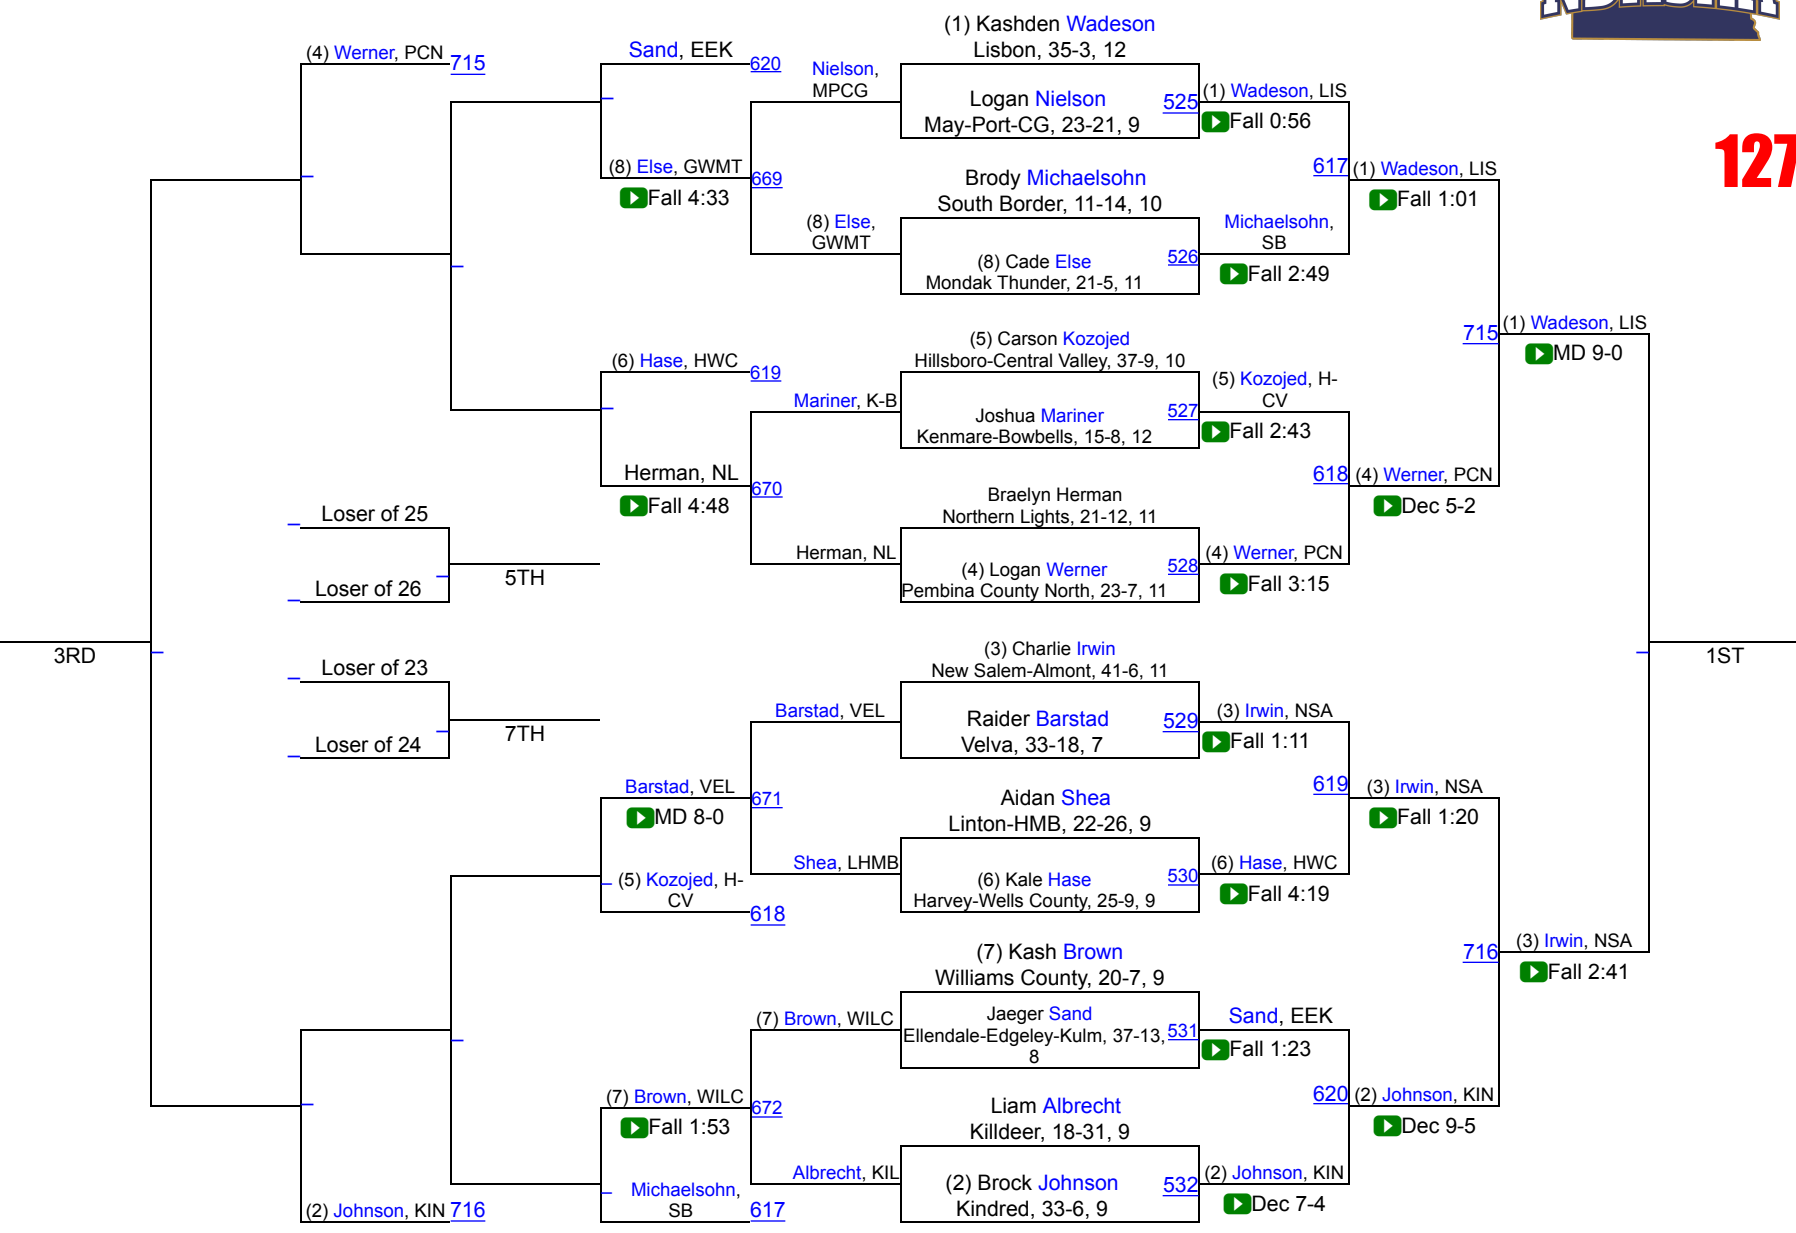 NDHSAA
127
(1) Kashden Wadeson
Lisbon, 35-3, 12
Logan Nielson
May-Port-CG, 23-21, 9
525
Brody Michaelsohn
South Border, 11-14, 10
(8) Cade Else
Mondak Thunder, 21-5, 11
526
(5) Carson Kozojed
Hillsboro-Central Valley, 37-9, 10
Joshua Mariner
Kenmare-Bowbells, 15-8, 12
527
Braelyn Herman
Northern Lights, 21-12, 11
(4) Logan Werner
Pembina County North, 23-7, 11
528
(3) Charlie Irwin
New Salem-Almont, 41-6, 11
Raider Barstad
Velva, 33-18, 7
529
Aidan Shea
Linton-HMB, 22-26, 9
(6) Kale Hase
Harvey-Wells County, 25-9, 9
530
(7) Kash Brown
Williams County, 20-7, 9
Jaeger Sand
Ellendale-Edgeley-Kulm, 37-13,
8
531
Liam Albrecht
Killdeer, 18-31, 9
(2) Brock Johnson
Kindred, 33-6, 9
532
(1) Wadeson, LIS
Fall 0:56
617
Michaelsohn,
SB
Fall 2:49
(5) Kozojed, H-
CV
Fall 2:43
618
(4) Werner, PCN
Fall 3:15
(3) Irwin, NSA
Fall 1:11
619
(6) Hase, HWC
Fall 4:19
Sand, EEK
Fall 1:23
620
(2) Johnson, KIN
Dec 7-4
(1) Wadeson, LIS
Fall 1:01
715
(4) Werner, PCN
Dec 5-2
(3) Irwin, NSA
Fall 1:20
716
(2) Johnson, KIN
Dec 9-5
(1) Wadeson, LIS
MD 9-0
(3) Irwin, NSA
Fall 2:41
1ST
Nielson,
MPCG
669
(8) Else,
GWMT
Mariner, K-B
670
Herman, NL
Barstad, VEL
671
Shea, LHMB
(7) Brown, WILC
672
Albrecht, KIL
Sand, EEK
620
(8) Else, GWMT
Fall 4:33
(6) Hase, HWC
619
Herman, NL
Fall 4:48
Barstad, VEL
MD 8-0
(5) Kozojed, H-
CV
618
(7) Brown, WILC
Fall 1:53
Michaelsohn,
SB
617
(4) Werner, PCN
715
(2) Johnson, KIN
716
Loser of 25
Loser of 26
5TH
Loser of 23
Loser of 24
7TH
3RD